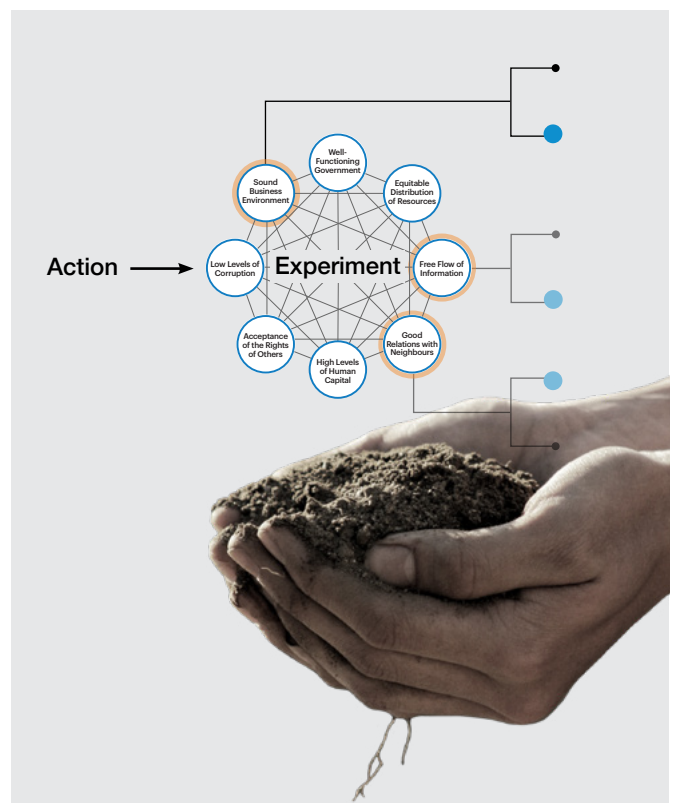 Well-
Functioning
Government
Sound
Business
Environment
Equitable
Distribution
of Resources
Action
Low Levels of
Corruption
Experiment
Free Flow of
Information
Acceptance
of the Rights
of Others
High Levels
of Human
Capital
Good
Relations with
Neighbours